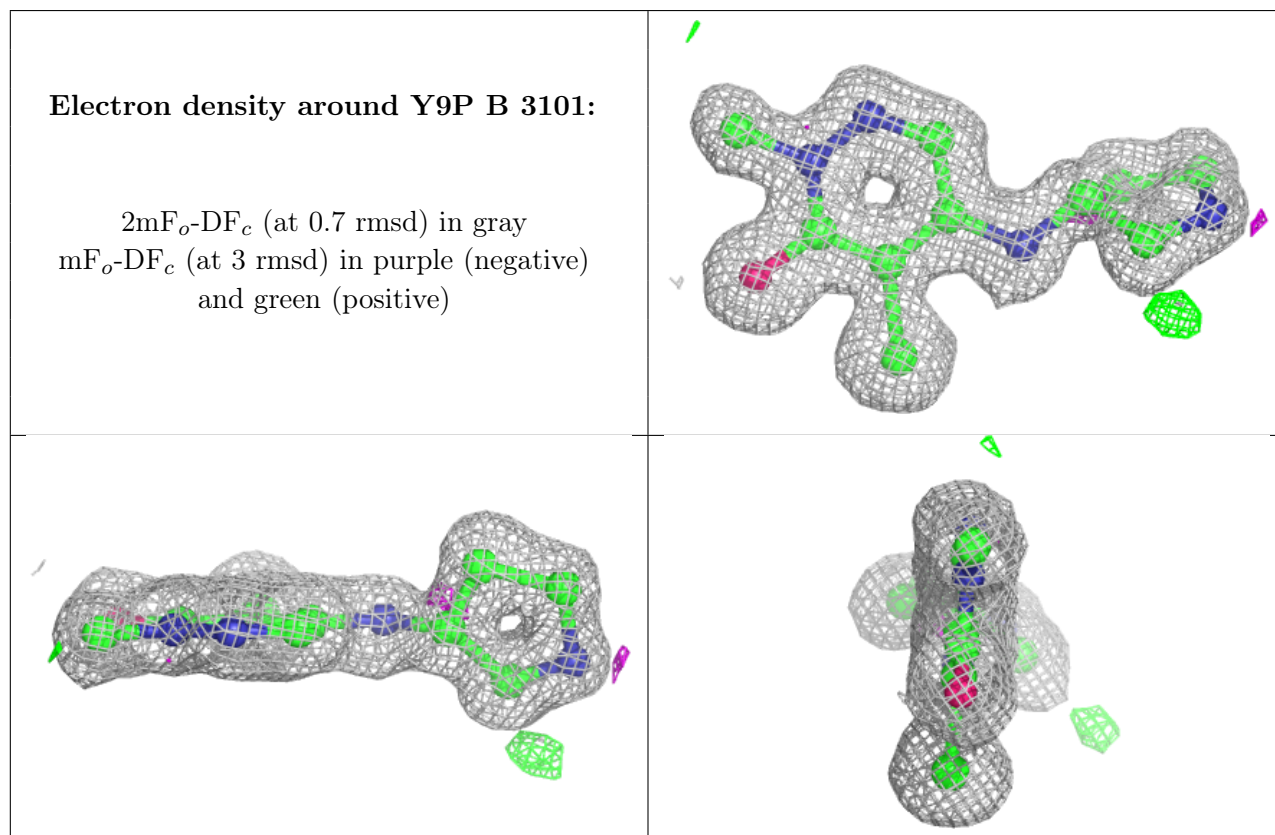 Electron density around Y9P B 3101:
2mFo-DFc (at 0.7 rmsd) in gray
mFo-DFc (at 3 rmsd) in purple (negative)
and green (positive)